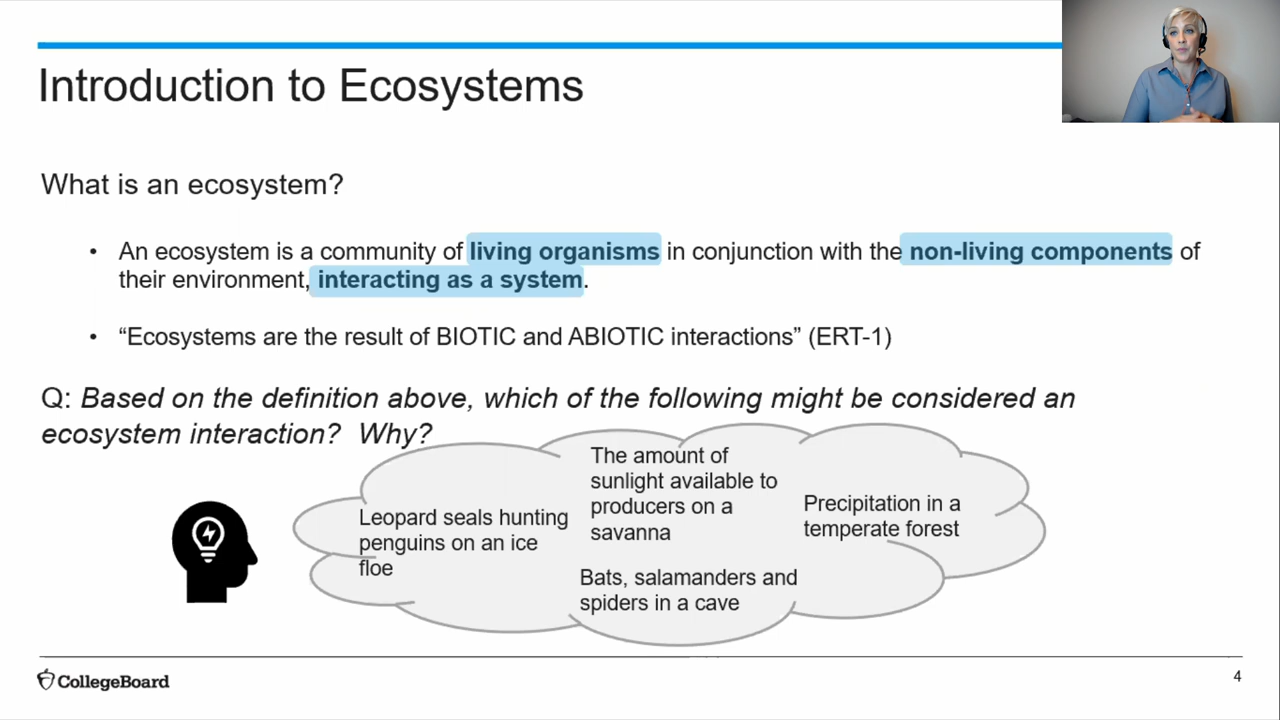 Introduction to Ecosystems
What is an ecosystem?
• An ecosystem is a community of living organisms in conjunction with the non-living components of
their environment, interacting as a system.
• “Ecosystems are the result of BIOTIC and ABIOTIC interactions” (ERT-1)
Q: Based on the definition above, which of the following might be considered an
ecosystem interaction?  Why?
Leopard seals hunting
penguins on an ice
floe
The amount of
sunlight available to
producers on a
savanna
Bats, salamanders and
spiders in a cave
Precipitation in a
temperate forest
CollegeBoard
4